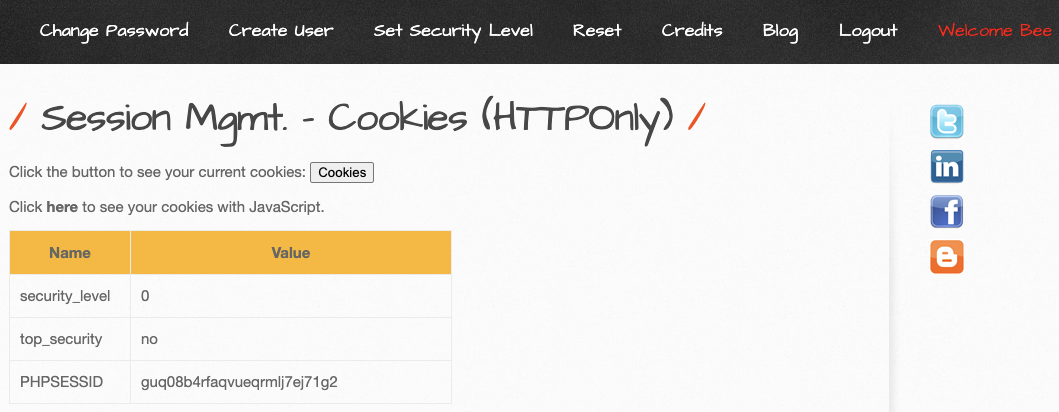 Change Password Create User Set Security Level Reset Credits Blog Logout Welcome Bee
/ Session Mgmt. - Cookies (HTTPOnly) /
Click the button to see your current cookies: Cookies
Click here to see your cookies with JavaScript.
Name Value
security_level 0
top_security no
PHPSESSID guq08b4rfaqvueqrmlj7ej71g2